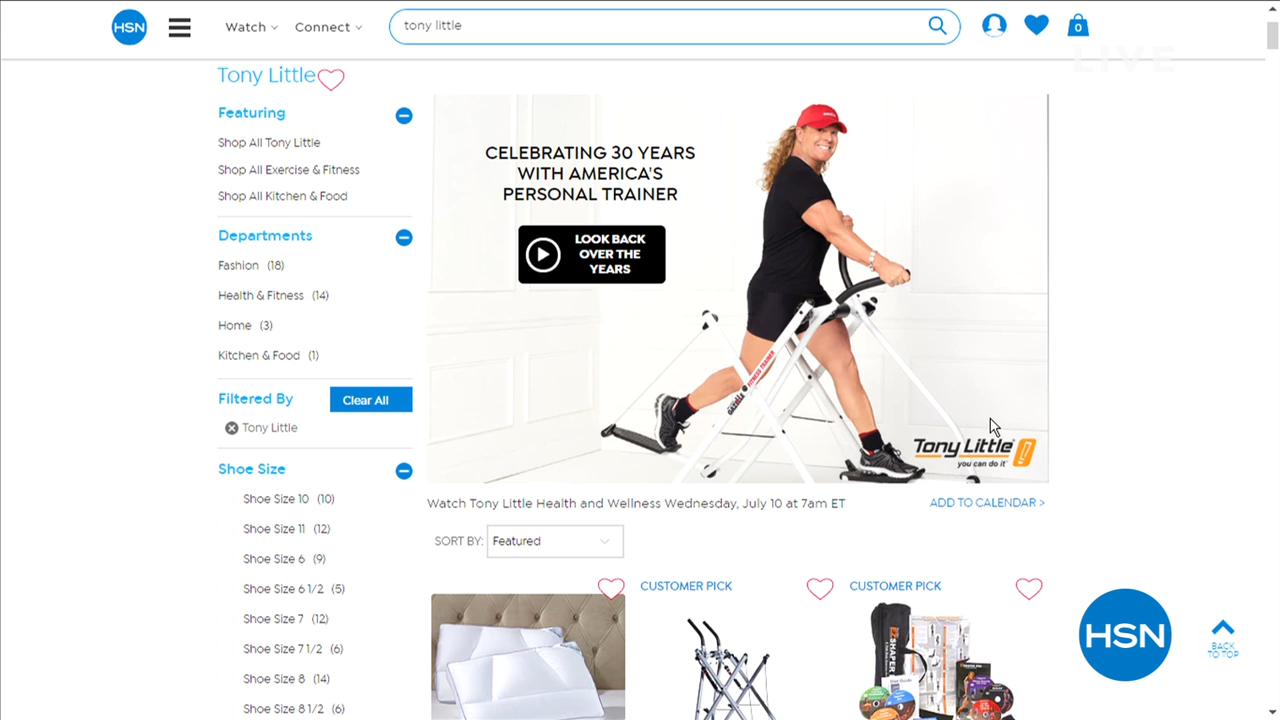 HSN
Watch
Connect
tony little
0
LIVE
Tony Little
Featuring
Shop All Tony Little
Shop All Exercise & Fitness
Shop All Kitchen & Food
Departments
Fashion (18)
Health & Fitness (14)
Home (3)
Kitchen & Food (1)
Filtered By
Clear All
Tony Little
Shoe Size
Shoe Size 10 (10)
Shoe Size 11 (12)
Shoe Size 6 (9)
Shoe Size 6 1/2 (5)
Shoe Size 7 (12)
Shoe Size 7 1/2 (6)
Shoe Size 8 (14)
Shoe Size 8 1/2 (6)
CELEBRATING 30 YEARS
WITH AMERICA'S
PERSONAL TRAINER
LOOK BACK
OVER THE
YEARS
FITNESS TRAINER
GAZELLE
Tony Little
you can do it
Watch Tony Little Health and Wellness Wednesday, July 10 at 7am ET
ADD TO CALENDAR >
SORT BY:
Featured
CUSTOMER PICK
CUSTOMER PICK
SHAPER
HSN
BACK
TO TOP